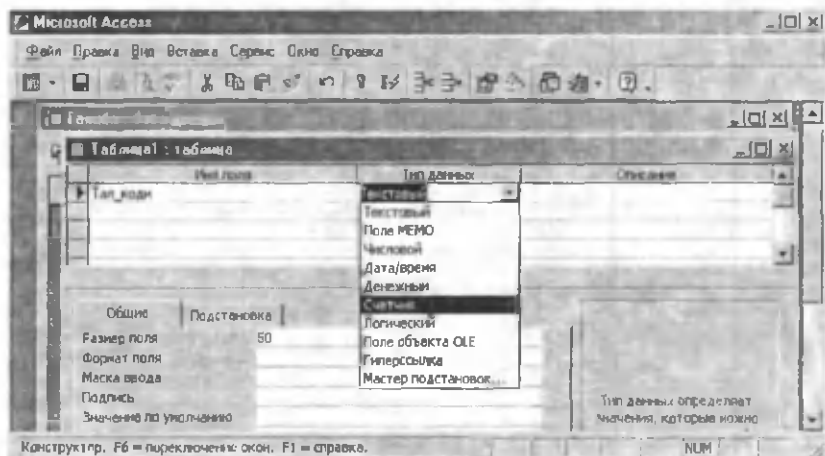 Microsoft Access
Файл Правка Вид Вставка Сервис Окно Справка
Таблица1 : таблица
Имя поля Тип данных Описание
Тал_коди Текстовый
Текстовый
Поле MEMO
Числовой
Дата/время
Денежный
Счетчик
Логический
Поле объекта OLE
Гиперссылка
Мастер подстановок...
Общие Подстановка
Размер поля 50
Формат поля
Маска ввода
Подпись
Значение по умолчанию
Тип данных определяет
значения, которые можно
Конструктор. F6 = переключение окон. F1 = справка. NUM